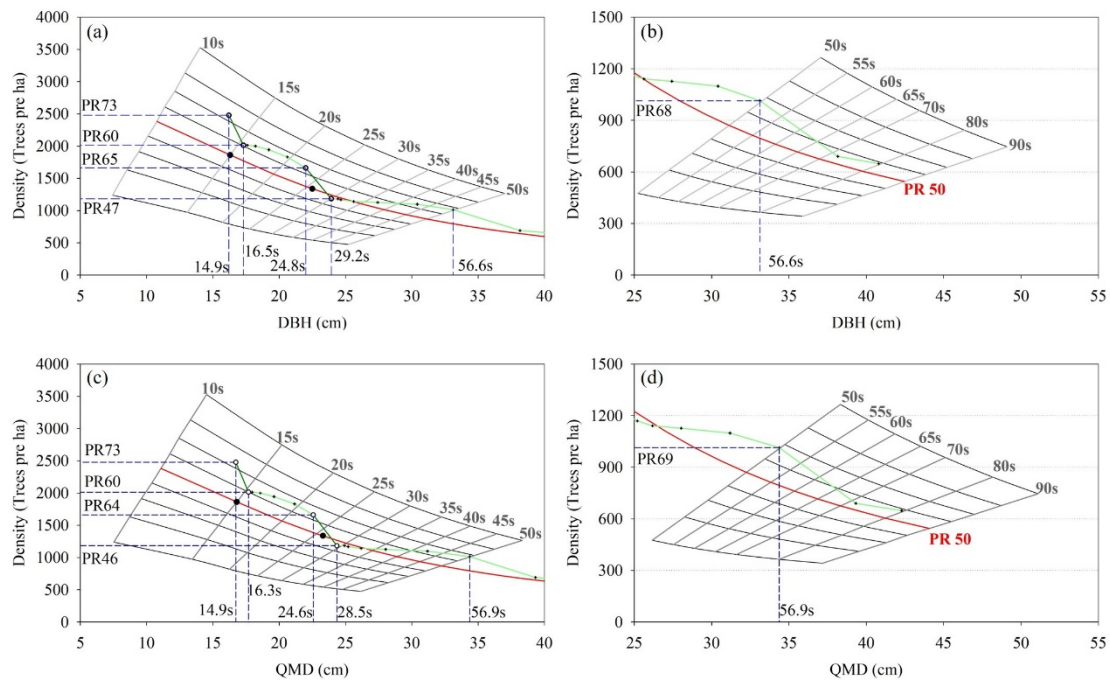 (a)
Density (Trees pre ha)
4000
3500
3000
2500
2000
1500
1000
500
0
PR73
PR60
PR65
PR47
10s
15s
20s
25s
30s
35s
40s
45s
50s
14.9s
16.5s
24.8s
29.2s
56.6s
5 10 15 20 25 30 35 40
DBH (cm)
(b)
Density (Trees pre ha)
1500
1200
900
600
300
0
PR68
50s
55s
60s
65s
70s
80s
90s
PR 50
56.6s
25 30 35 40 45 50 55
DBH (cm)
(c)
Density (Trees pre ha)
4000
3500
3000
2500
2000
1500
1000
500
0
PR73
PR60
PR64
PR46
10s
15s
20s
25s
30s
35s
40s
45s
50s
14.9s
16.3s
24.6s
28.5s
56.9s
5 10 15 20 25 30 35 40
QMD (cm)
(d)
Density (Trees pre ha)
1500
1200
900
600
300
0
PR69
50s
55s
60s
65s
70s
80s
90s
PR 50
56.9s
25 30 35 40 45 50 55
QMD (cm)